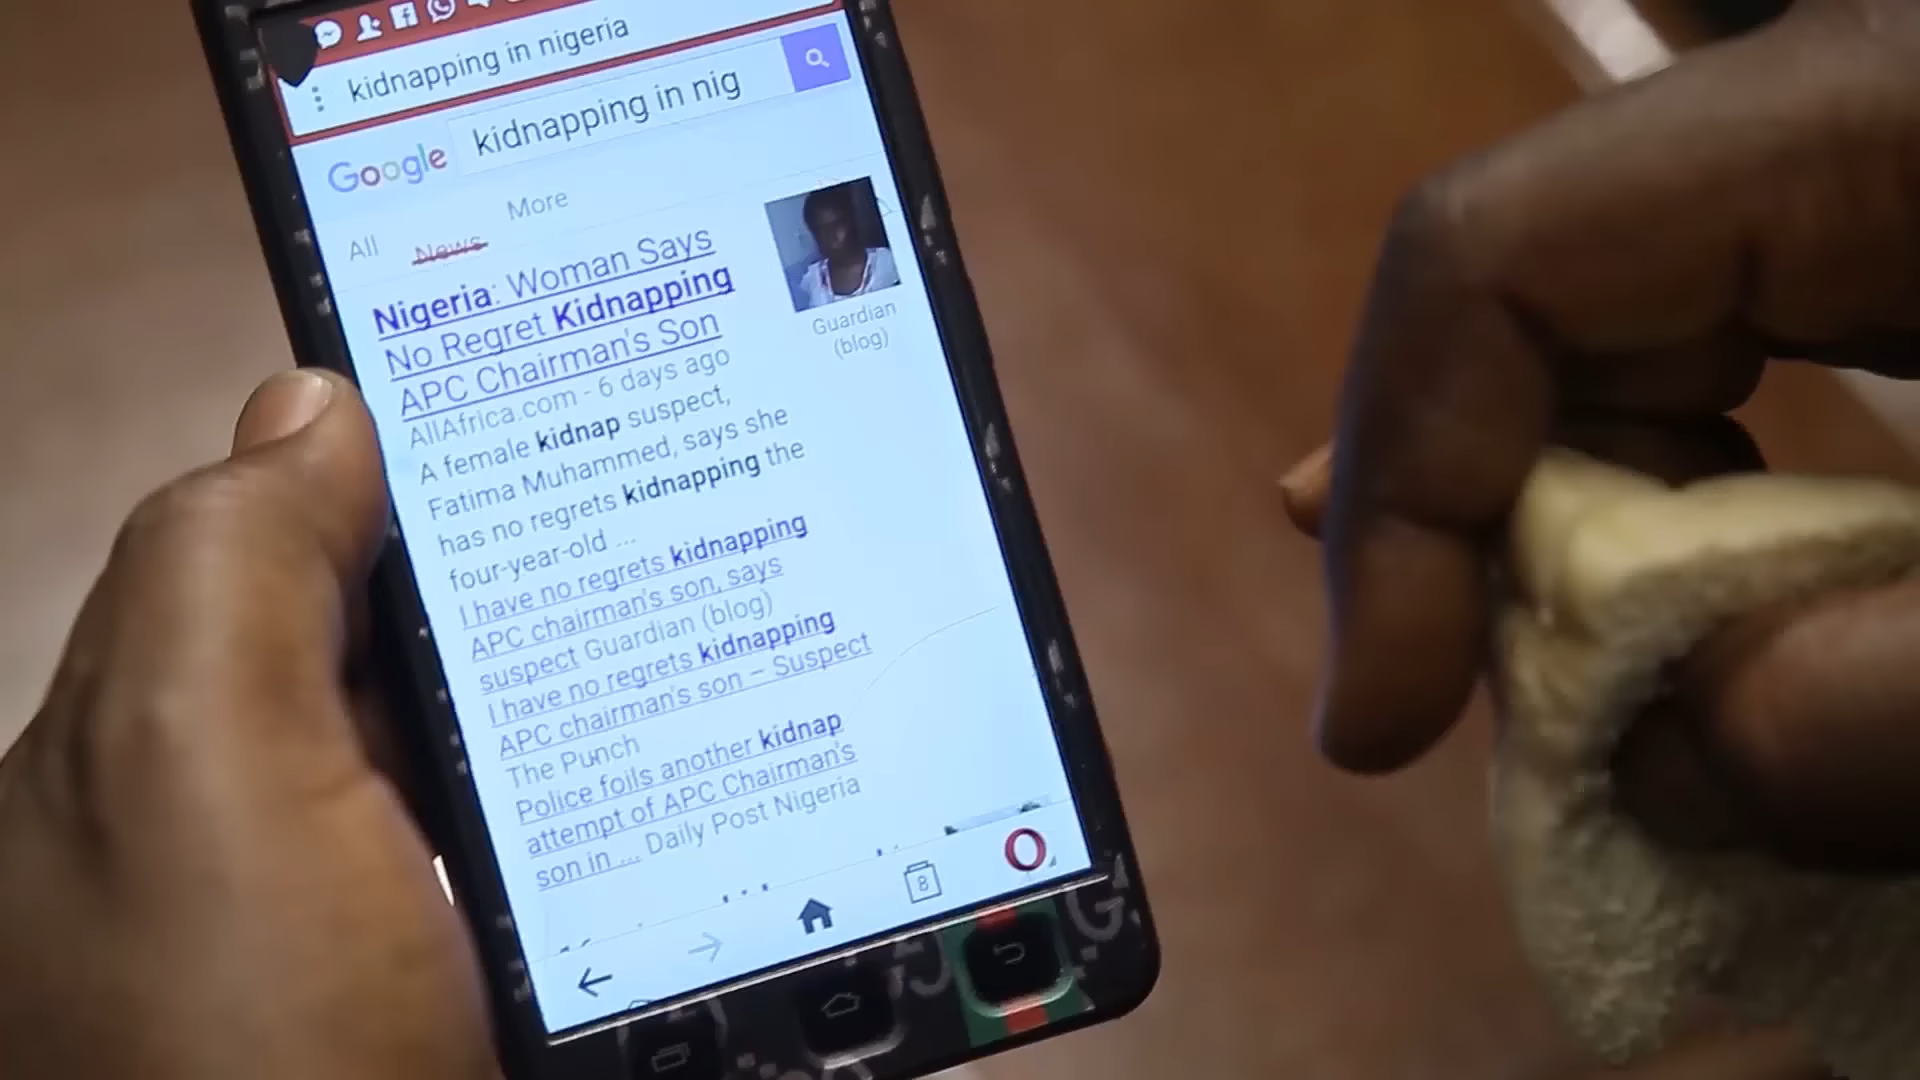 kidnapping in nigeria
Google
kidnapping in nig
All
News
More
Nigeria: Woman Says
No Regret Kidnapping
APC Chairman's Son
AllAfrica.com - 6 days ago
Guardian
(blog)
A female kidnap suspect,
Fatima Muhammed, says she
has no regrets kidnapping the
four-year-old ...
I have no regrets kidnapping
APC chairman's son, says
suspect Guardian (blog)
I have no regrets kidnapping
APC chairman's son – Suspect
The Punch
Police foils another kidnap
attempt of APC Chairman's
son in ... Daily Post Nigeria
8